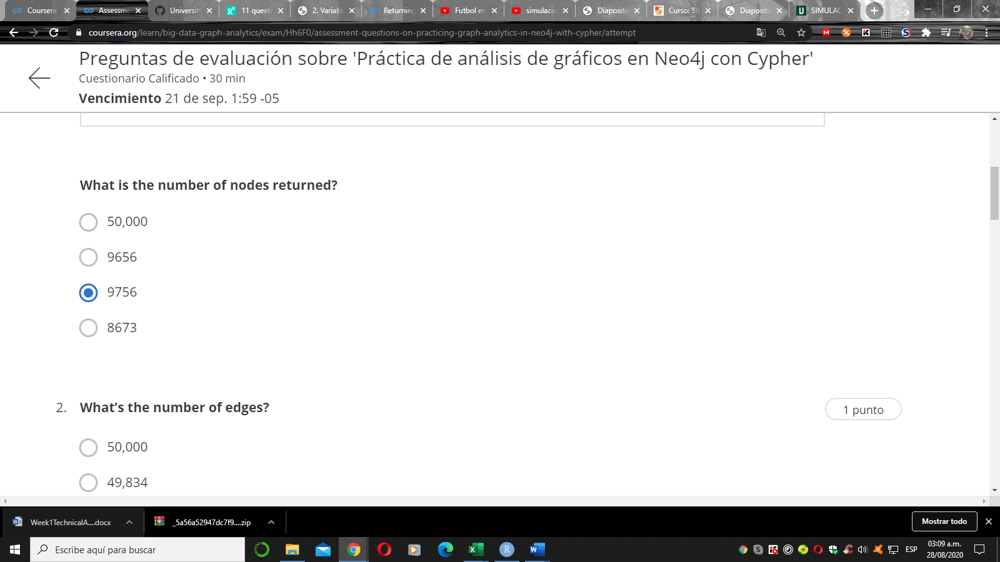 Coursera
Assessme
University
11 questi
2. Variabl
Returning
Futbol en
simulacio
Diapositi
Curso: SI
Diapositi
SIMULAC
coursera.org/learn/big-data-graph-analytics/exam/Hh6F0/assessment-questions-on-practicing-graph-analytics-in-neo4j-with-cypher/attempt
Preguntas de evaluación sobre 'Práctica de análisis de gráficos en Neo4j con Cypher'
Cuestionario Calificado • 30 min
Vencimiento 21 de sep. 1:59 -05
What is the number of nodes returned?
50,000
9656
9756
8673
2. What's the number of edges?
1 punto
50,000
49,834
Week1TechnicalA....docx
_5a56a52947dc7f9....zip
Mostrar todo
Escribe aquí para buscar
ESP
03:09 a.m.
28/08/2020